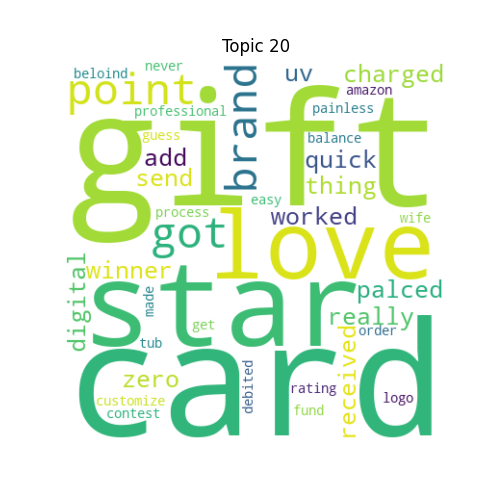 Topic 20
never
beloind
uv
charged
point
brand
amazon
professional
painless
gift
guess
balance
add
quick
send
thing
easy
process
love
worked
wife
got
digital
winner
star
palced
made
really
get
order
tub
card
received
zero
debited
rating
logo
customize
contest
fund